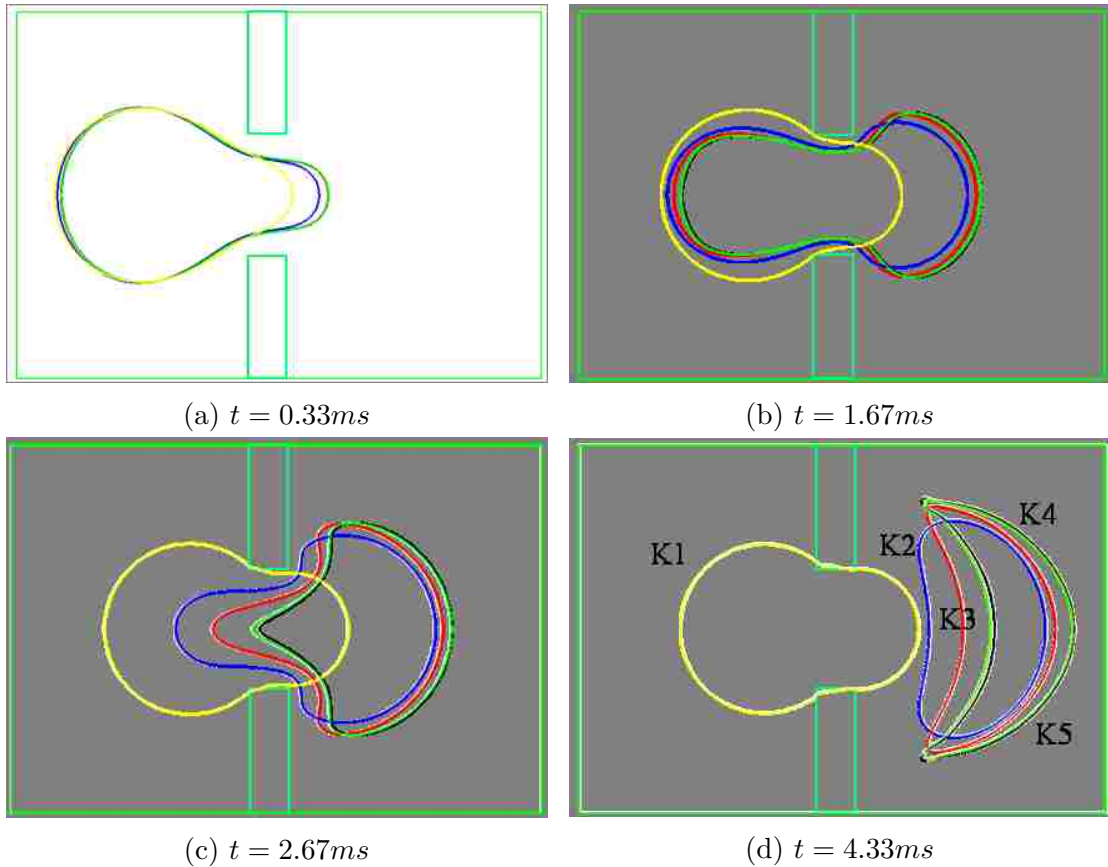 (a) t = 0.33ms
(b) t = 1.67ms
(c) t = 2.67ms
K1
K2
K3
K4
K5
(d) t = 4.33ms